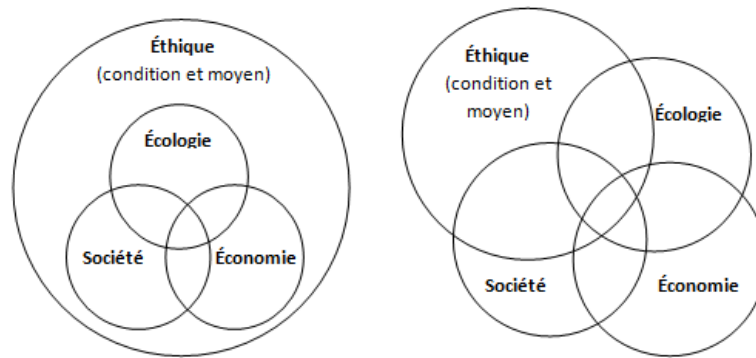 Éthique
(condition et moyen)
Écologie
Société
Économie
Éthique
(condition et
moyen)
Écologie
Société
Économie